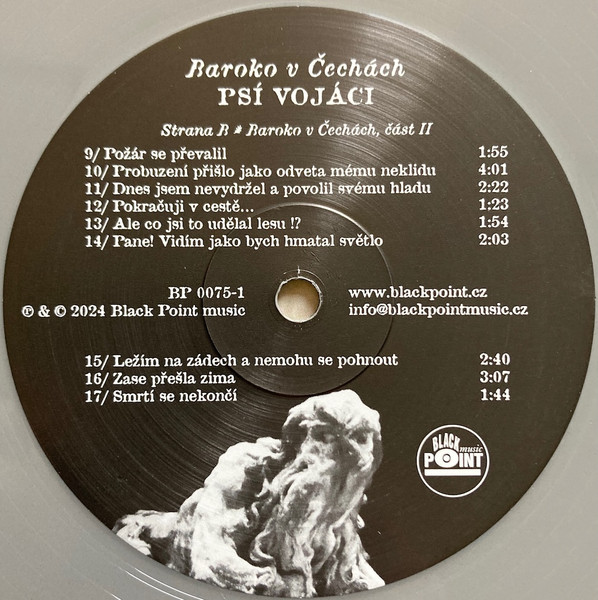 Baroko v Čechách
PSÍ VOJÁCI
Strana B # Baroko v Čechách, část II
9/ Požár se převalil 1:55
10/ Probuzení přišlo jako odveta mému neklidu 4:01
11/ Dnes jsem nevydržel a povolil svému hladu 2:22
12/ Pokračuji v cestě... 1:23
13/ Ale co jsi to udělal lesu !? 1:54
14/ Pane! Vidím jako bych hmatal světlo 2:03
BP 0075-1 www.blackpoint.cz
℗ & © 2024 Black Point music info@blackpointmusic.cz
15/ Ležím na zádech a nemohu se pohnout 2:40
16/ Zase přešla zima 3:07
17/ Smrtí se nekončí 1:44
BLACK
music
POINT